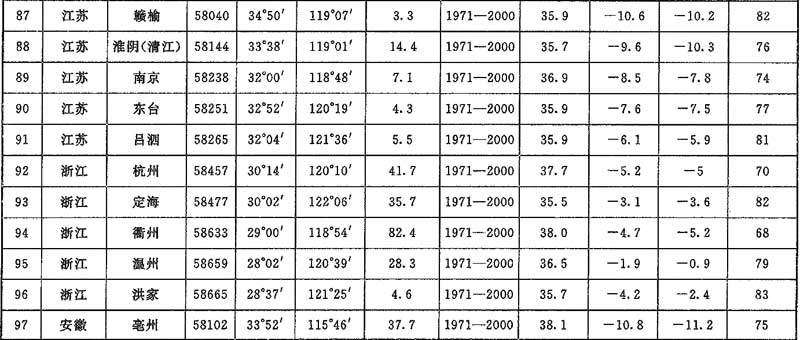 87 江苏 赣榆 58040 34°50′ 119°07′ 3.3 1971—2000 35.9 −10.6 −10.2 82
88 江苏 淮阴(清江) 58144 33°38′ 119°01′ 14.4 1971—2000 35.7 −9.6 −10.3 76
89 江苏 南京 58238 32°00′ 118°48′ 7.1 1971—2000 36.9 −8.5 −7.8 74
90 江苏 东台 58251 32°52′ 120°19′ 4.3 1971—2000 35.9 −7.6 −7.5 77
91 江苏 吕泗 58265 32°04′ 121°36′ 5.5 1971—2000 35.9 −6.1 −5.9 81
92 浙江 杭州 58457 30°14′ 120°10′ 41.7 1971—2000 37.7 −5.2 −5 70
93 浙江 定海 58477 30°02′ 122°06′ 35.7 1971—2000 35.5 −3.1 −3.6 82
94 浙江 衢州 58633 29°00′ 118°54′ 82.4 1971—2000 38.0 −4.7 −5.2 68
95 浙江 温州 58659 28°02′ 120°39′ 28.3 1971—2000 36.5 −1.9 −0.9 79
96 浙江 洪家 58665 28°37′ 121°25′ 4.6 1971—2000 35.7 −4.2 −2.4 83
97 安徽 亳州 58102 33°52′ 115°46′ 37.7 1971—2000 38.1 −10.8 −11.2 75